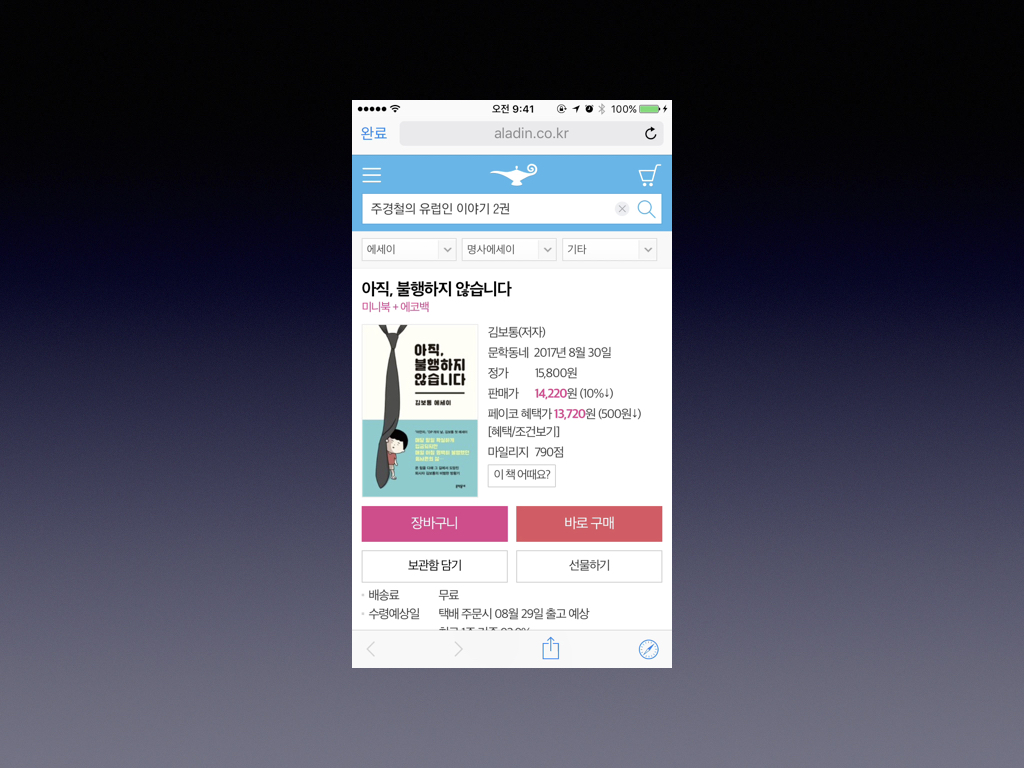 오전 9:41 100%
완료 aladin.co.kr
주경철의 유럽인 이야기 2권
에세이 명사에세이 기타
아직, 불행하지 않습니다
미니북 + 에코백
아직,
불행하지
않습니다
김보통 에세이
매일 아침
김보통(저자)
문학동네 2017년 8월 30일
정가 15,800원
판매가 14,220원 (10%↓)
페이코 혜택가 13,720원 (500원↓)
[혜택/조건보기]
마일리지 790점
이 책 어때요?
장바구니 바로 구매
보관함 담기 선물하기
배송료 무료
수령예상일 택배 주문시 08월 29일 출고 예상